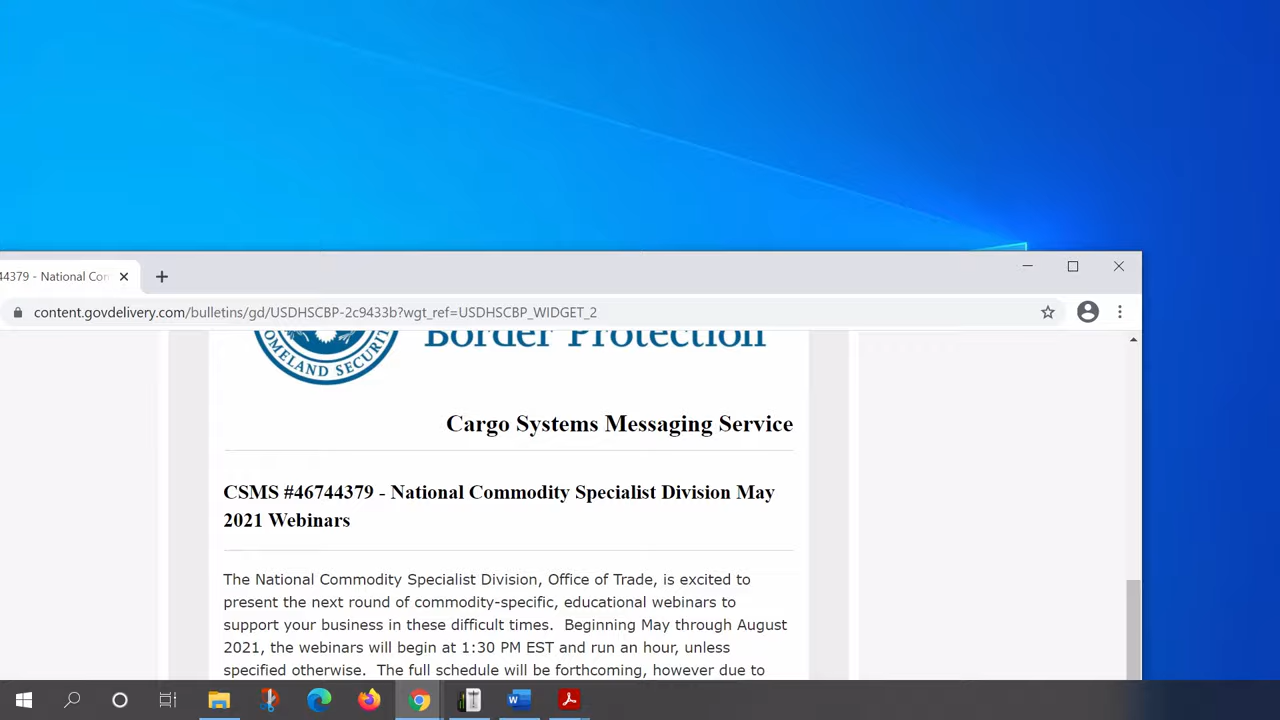 44379 - National Con
content.govdelivery.com/bulletins/gd/USDHSCBP-2c9433b?wgt_ref=USDHSCBP_WIDGET_2
HOMELAND SECURITY
Border Protection
Cargo Systems Messaging Service
CSMS #46744379 - National Commodity Specialist Division May
2021 Webinars
The National Commodity Specialist Division, Office of Trade, is excited to
present the next round of commodity-specific, educational webinars to
support your business in these difficult times.  Beginning May through August
2021, the webinars will begin at 1:30 PM EST and run an hour, unless
specified otherwise.  The full schedule will be forthcoming, however due to